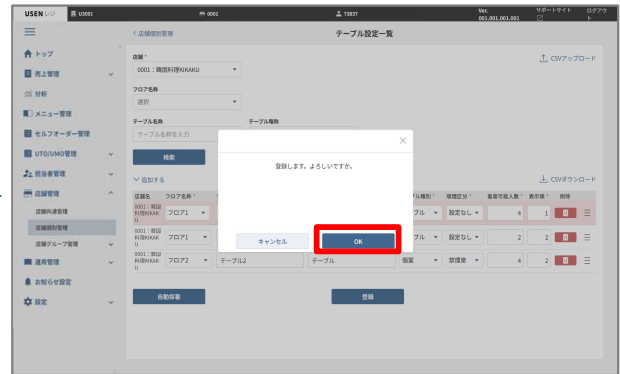 USENレジ U3001 0001 73837 Ver. 001.001.001.001 サポートサイト ログアウト
店舗個別管理 テーブル設定一覧
トップ
売上管理
分析
メニュー管理
セルフオーダー管理
UTO/UMO管理
担当者管理
店舗管理
店舗共通管理
店舗個別管理
店舗グループ管理
運用管理
お知らせ設定
設定
店舗 *
CSVアップロード
0001:韓国料理KIKAKU
フロア名称
選択
テーブル名称 テーブル略称
テーブル名称を入力
検索
追加する CSVダウンロード
店舗名 フロア名称 * ブル種別 * 喫煙区分 * 着席可能人数 * 表示順 * 削除
0001:韓国料理KIKAKU フロア1 ブル 設定なし 4 1
0001:韓国料理KIKAKU フロア1 ブル 設定なし 2 2
0001:韓国料理KIKAKU フロア2 テーブル2 テーブル 個室 禁煙席 4 2
自動採番 登録
登録します。よろしいですか。
キャンセル OK